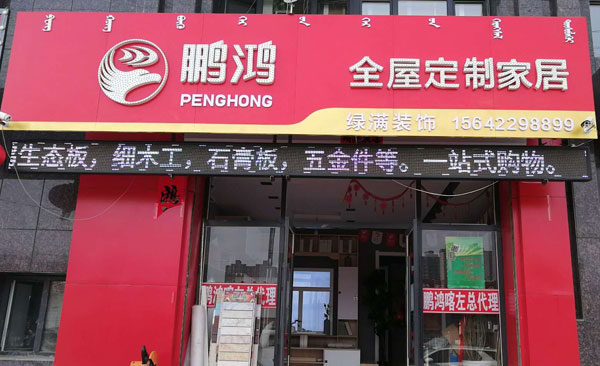 鹏鸿
PENGHONG
全屋定制家居
绿满装饰 15642298899
生态板，细木工，石膏板，五金件等。一站式购物。
鹏鸿喀左总代理
鹏鸿喀左总代理